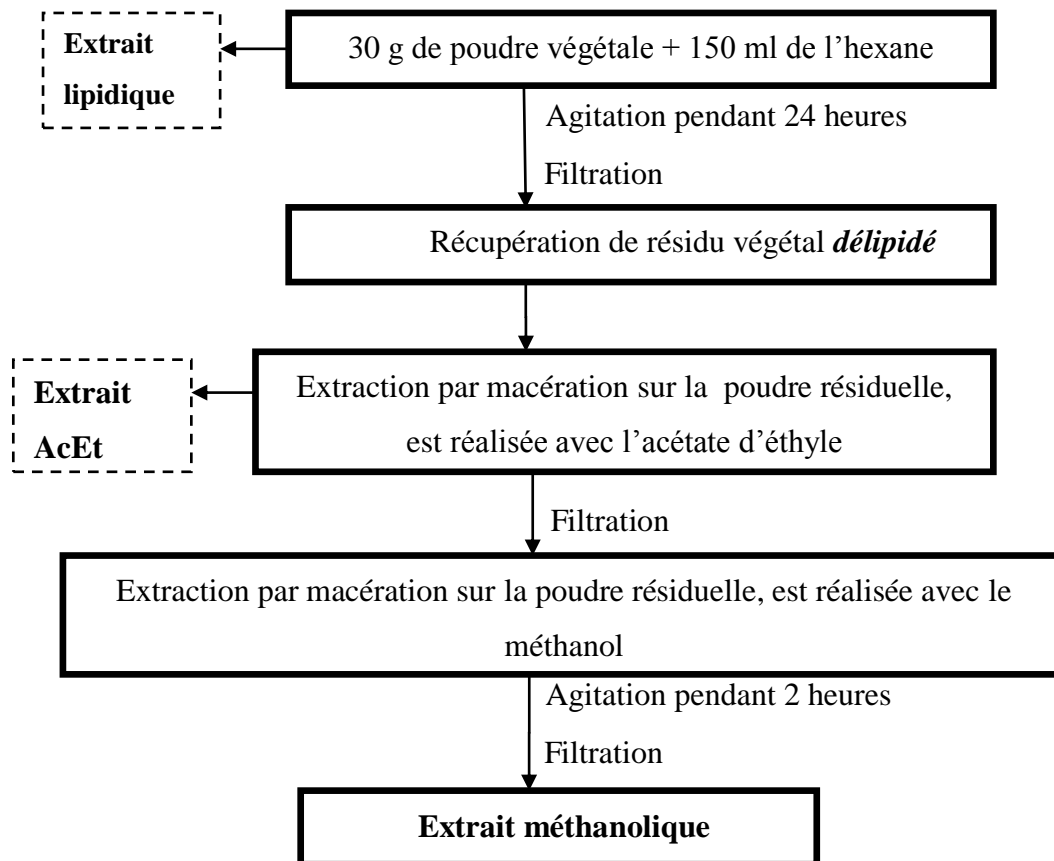 Extrait
lipidique
30 g de poudre végétale + 150 ml de l’hexane
Agitation pendant 24 heures
Filtration
Récupération de résidu végétal délipidé
Extrait
AcEt
Extraction par macération sur la poudre résiduelle,
est réalisée avec l’acétate d’éthyle
Filtration
Extraction par macération sur la poudre résiduelle, est réalisée avec le
méthanol
Agitation pendant 2 heures
Filtration
Extrait méthanolique